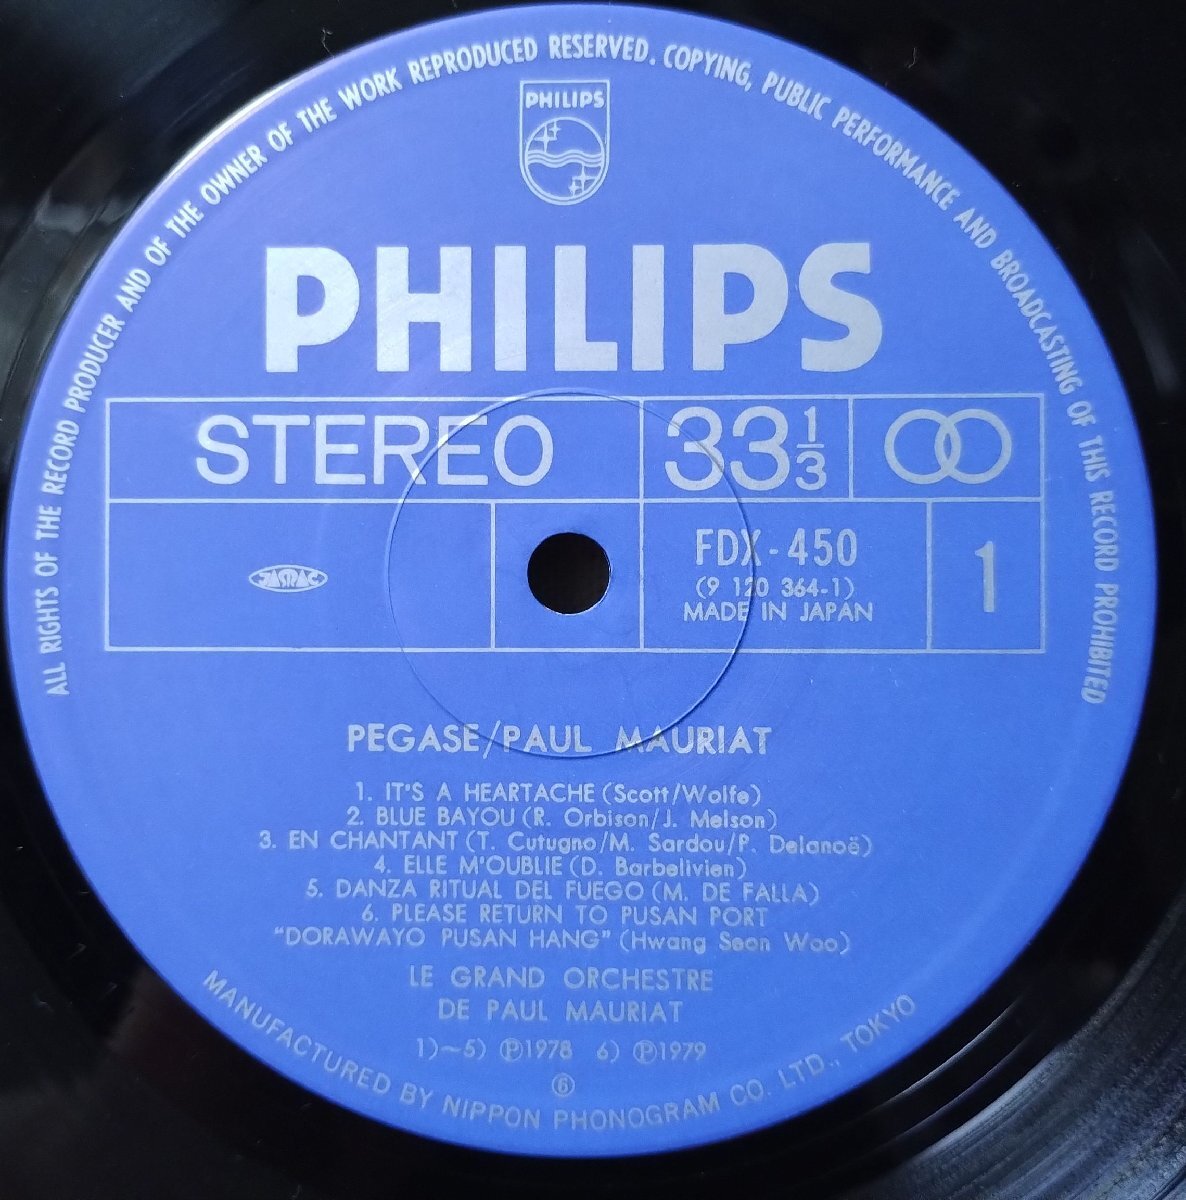 ALL RIGHTS OF THE RECORD PRODUCER AND OF THE OWNER OF THE WORK REPRODUCED RESERVED. COPYING, PUBLIC PERFORMANCE AND BROADCASTING OF THIS RECORD PROHIBITED
PHILIPS
PHILIPS
STEREO 33 1/3
JASRAC
FDX-450
(9 120 364-1)
MADE IN JAPAN
1
PEGASE/PAUL MAURIAT
1. IT'S A HEARTACHE (Scott/Wolfe)
2. BLUE BAYOU (R. Orbison/J. Melson)
3. EN CHANTANT (T. Cutugno/M. Sardou/P. Delanoë)
4. ELLE M'OUBLIE (D. Barbelivien)
5. DANZA RITUAL DEL FUEGO (M. DE FALLA)
6. PLEASE RETURN TO PUSAN PORT
"DORAWAYO PUSAN HANG" (Hwang Seon Woo)
LE GRAND ORCHESTRE
DE PAUL MAURIAT
1)~5) Ⓟ1978 6) Ⓟ1979
⑥
MANUFACTURED BY NIPPON PHONOGRAM CO. LTD., TOKYO